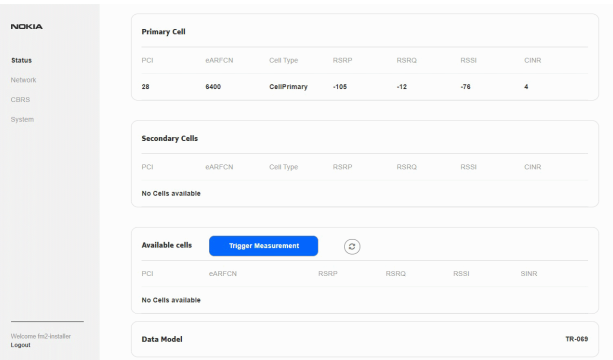 NOKIA
Status
Network
CBRS
System
Welcome fm2-installer
Logout
Primary Cell
PCI eARFCN Cell Type RSRP RSRQ RSSI CINR
28 6400 CellPrimary -105 -12 -76 4
Secondary Cells
PCI eARFCN Cell Type RSRP RSRQ RSSI CINR
No Cells available
Available cells Trigger Measurement
PCI eARFCN RSRP RSRQ RSSI SINR
No Cells available
Data Model TR-069